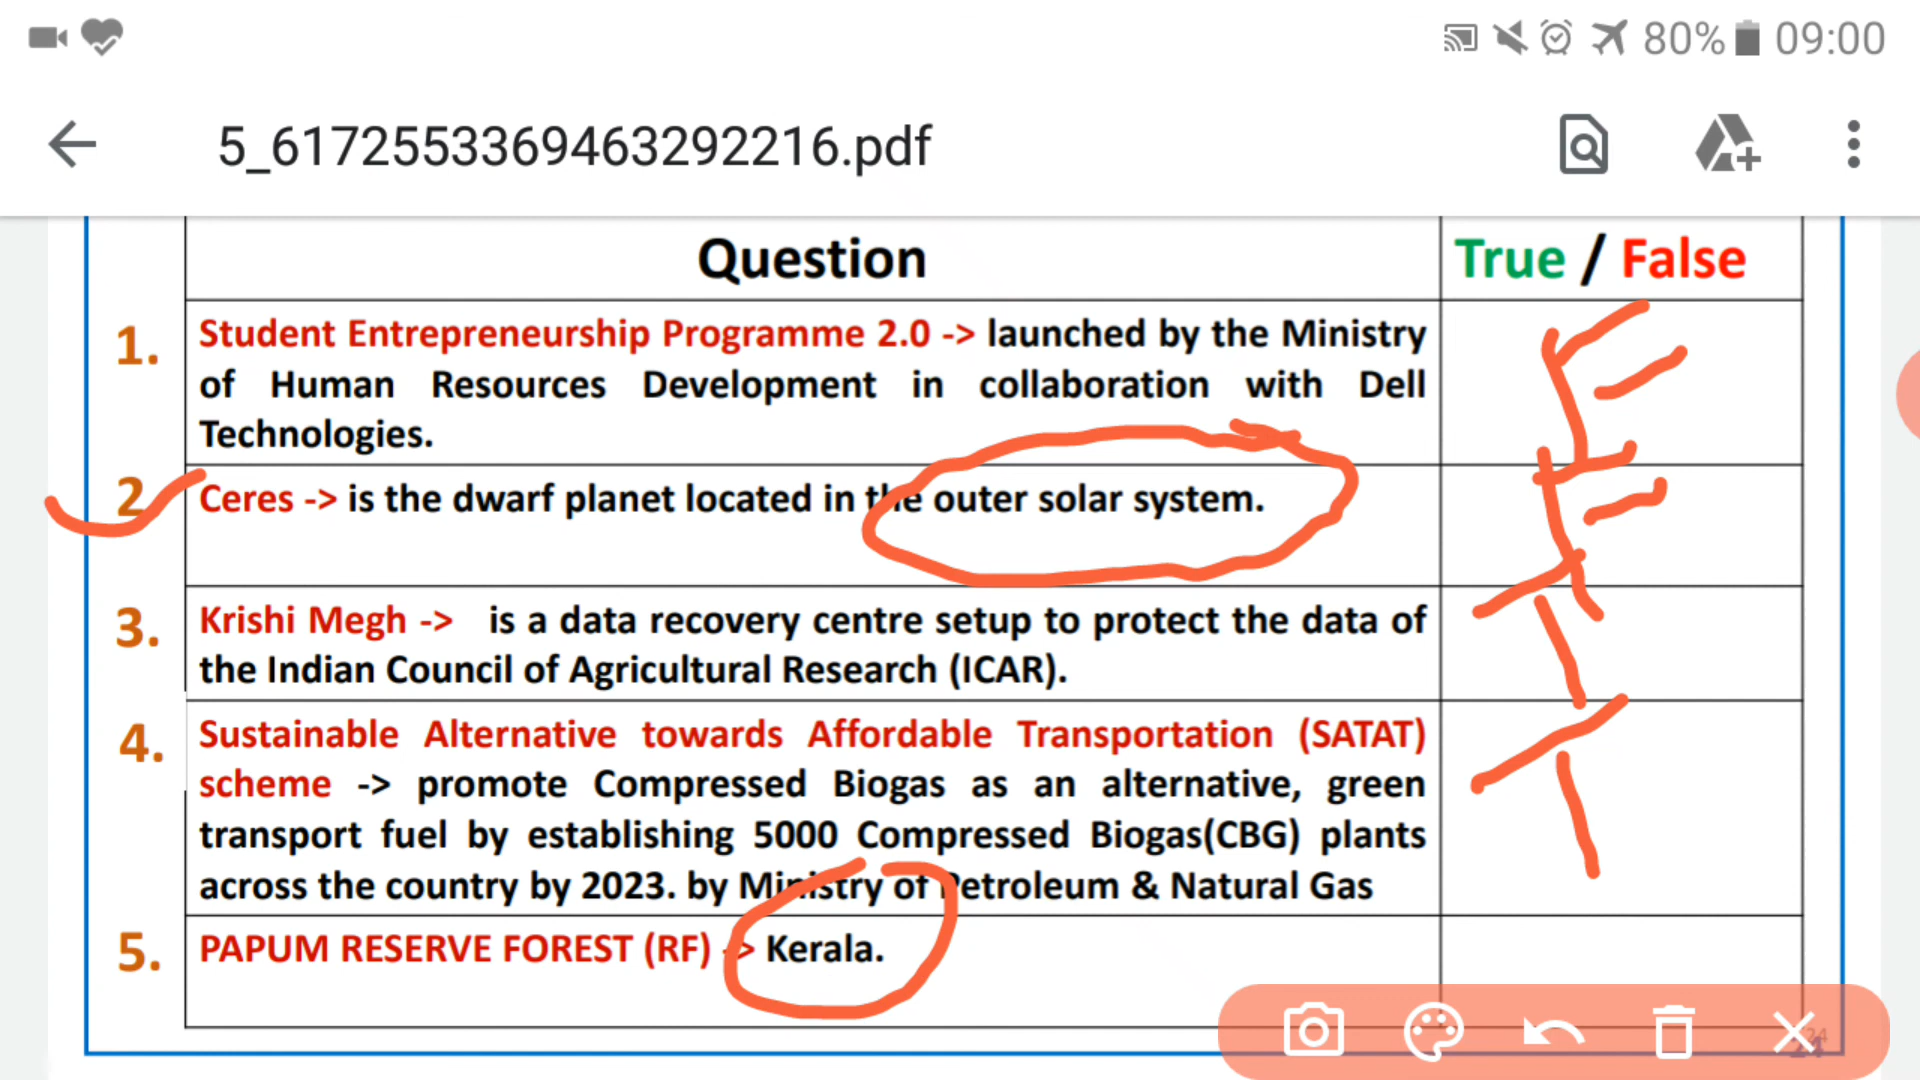 80% 09:00
5_6172553369463292216.pdf
Question True / False
1. Student Entrepreneurship Programme 2.0 -> launched by the Ministry
of Human Resources Development in collaboration with Dell
Technologies.
F
2 Ceres -> is the dwarf planet located in the outer solar system.
F
3. Krishi Megh -> is a data recovery centre setup to protect the data of
the Indian Council of Agricultural Research (ICAR).
T
4. Sustainable Alternative towards Affordable Transportation (SATAT)
scheme -> promote Compressed Biogas as an alternative, green
transport fuel by establishing 5000 Compressed Biogas(CBG) plants
across the country by 2023. by Ministry of Petroleum & Natural Gas
T
5. PAPUM RESERVE FOREST (RF) -> Kerala.
24